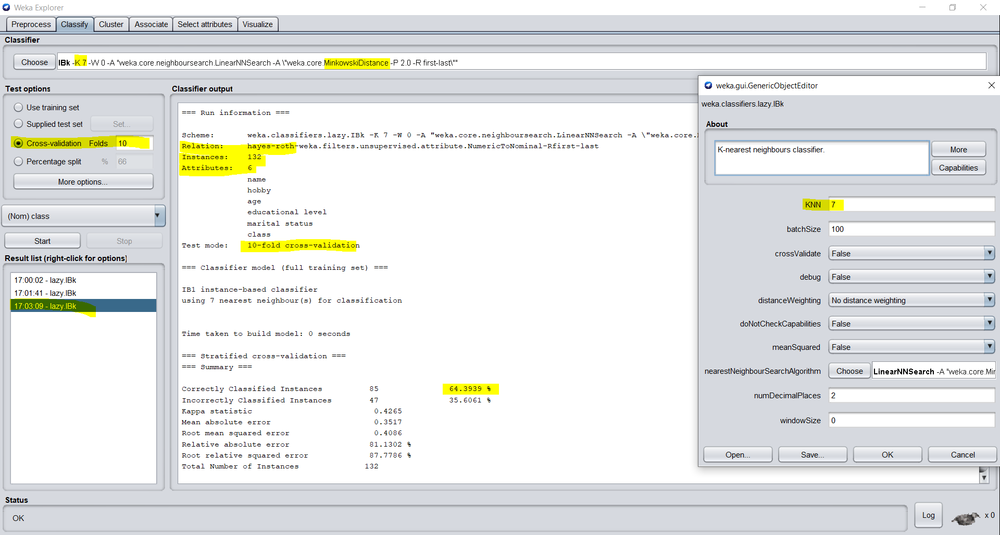 Weka Explorer
Preprocess Classify Cluster Associate Select attributes Visualize
Classifier
Choose IBk -K 7 -W 0 -A "weka.core.neighboursearch.LinearNNSearch -A \"weka.core.MinkowskiDistance -P 2.0 -R first-last\""
Test options
Use training set
Supplied test set Set...
Cross-validation Folds 10
Percentage split % 66
More options...
(Nom) class
Start Stop
Result list (right-click for options)
17:00:02 - lazy.IBk
17:01:41 - lazy.IBk
17:03:09 - lazy.IBk
Classifier output
=== Run information ===
Scheme: weka.classifiers.lazy.IBk -K 7 -W 0 -A "weka.core.neighboursearch.LinearNNSearch -A \"weka.core.
Relation: hayes-roth-weka.filters.unsupervised.attribute.NumericToNominal-Rfirst-last
Instances: 132
Attributes: 6
name
hobby
age
educational level
marital status
class
Test mode: 10-fold cross-validation
=== Classifier model (full training set) ===
IB1 instance-based classifier
using 7 nearest neighbour(s) for classification
Time taken to build model: 0 seconds
=== Stratified cross-validation ===
=== Summary ===
Correctly Classified Instances 85 64.3939 %
Incorrectly Classified Instances 47 35.6061 %
Kappa statistic 0.4265
Mean absolute error 0.3517
Root mean squared error 0.4086
Relative absolute error 81.1302 %
Root relative squared error 87.7786 %
Total Number of Instances 132
weka.gui.GenericObjectEditor
weka.classifiers.lazy.IBk
About
K-nearest neighbours classifier.
More
Capabilities
KNN 7
batchSize 100
crossValidate False
debug False
distanceWeighting No distance weighting
doNotCheckCapabilities False
meanSquared False
nearestNeighbourSearchAlgorithm Choose LinearNNSearch -A "weka.core.Mir
numDecimalPlaces 2
windowSize 0
Open... Save... OK Cancel
Status
OK
Log x 0